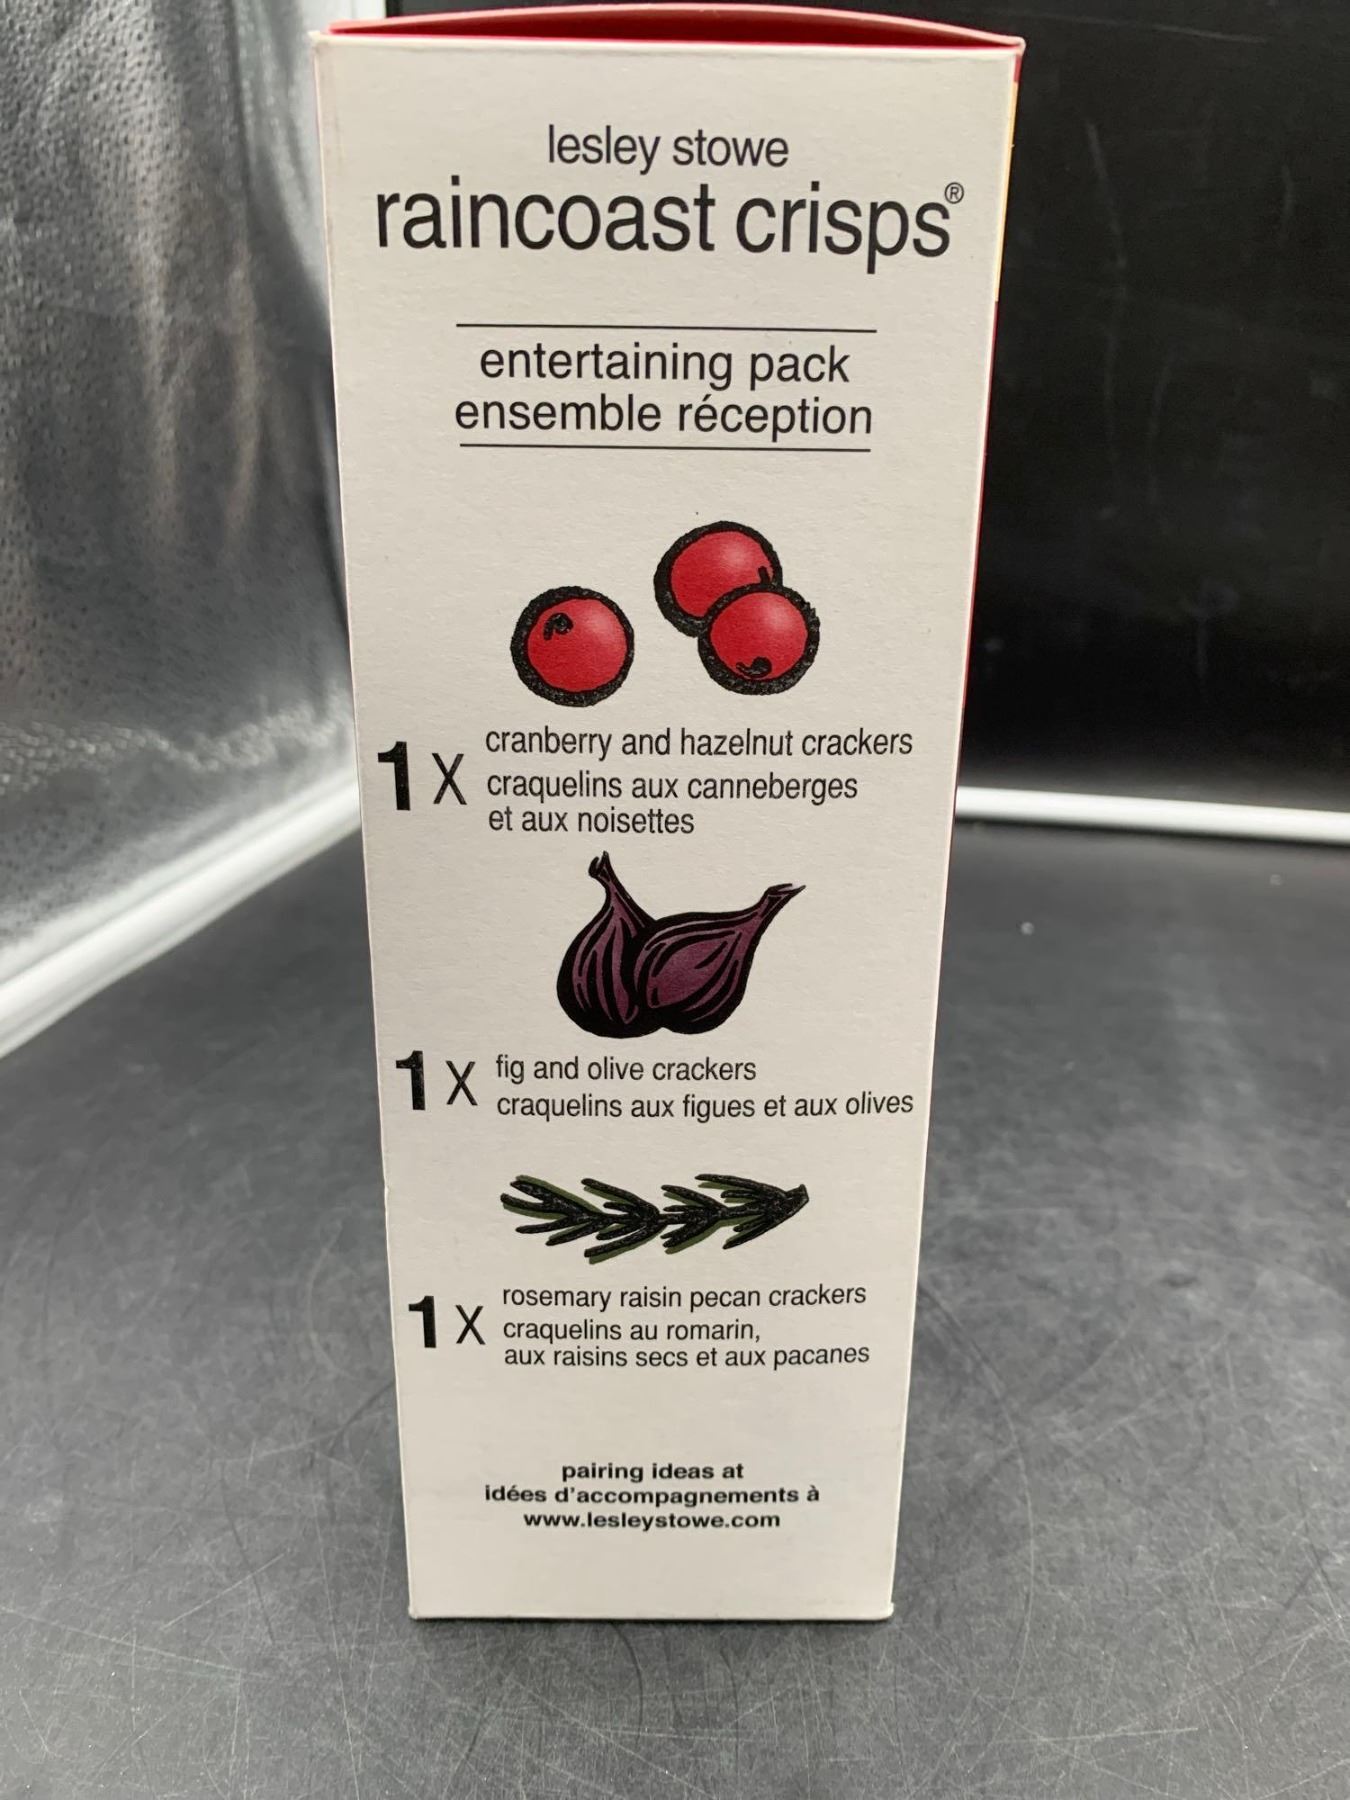 lesley stowe
raincoast crisps®
entertaining pack
ensemble réception
1 X
cranberry and hazelnut crackers
craquelins aux canneberges
et aux noisettes
1 X
fig and olive crackers
craquelins aux figues et aux olives
1 X
rosemary raisin pecan crackers
craquelins au romarin,
aux raisins secs et aux pacanes
pairing ideas at
idées d'accompagnements à
www.lesleystowe.com